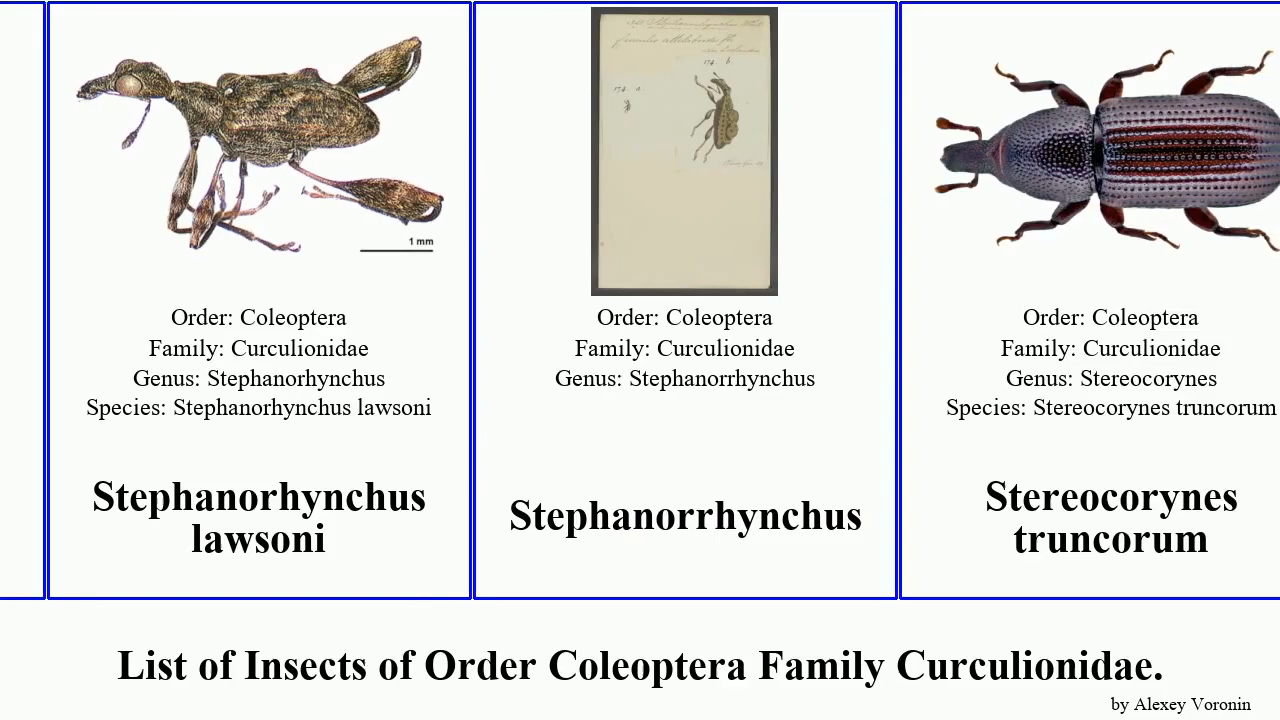 1 mm
Order: Coleoptera
Family: Curculionidae
Genus: Stephanorhynchus
Species: Stephanorhynchus lawsoni
Stephanorhynchus
lawsoni
174. b
174. a
Order: Coleoptera
Family: Curculionidae
Genus: Stephanorrhynchus
Stephanorrhynchus
Order: Coleoptera
Family: Curculionidae
Genus: Stereocorynes
Species: Stereocorynes truncorum
Stereocorynes
truncorum
List of Insects of Order Coleoptera Family Curculionidae.
by Alexey Voronin